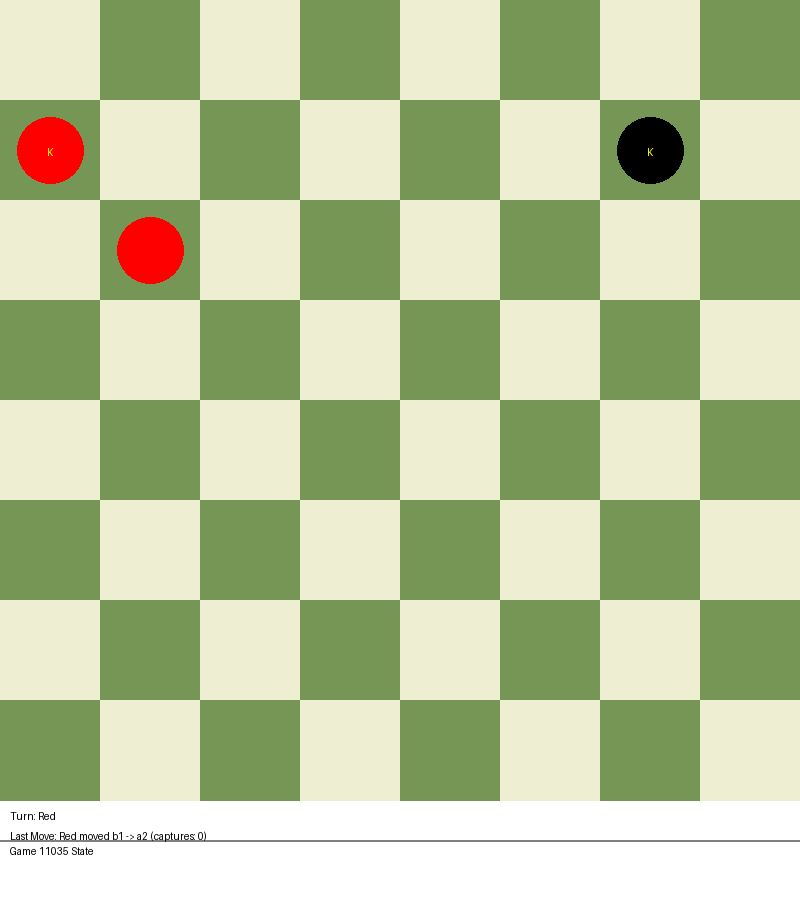 K
K
Turn: Red
Last Move: Red moved b1 -> a2 (captures: 0)
Game 11035 State